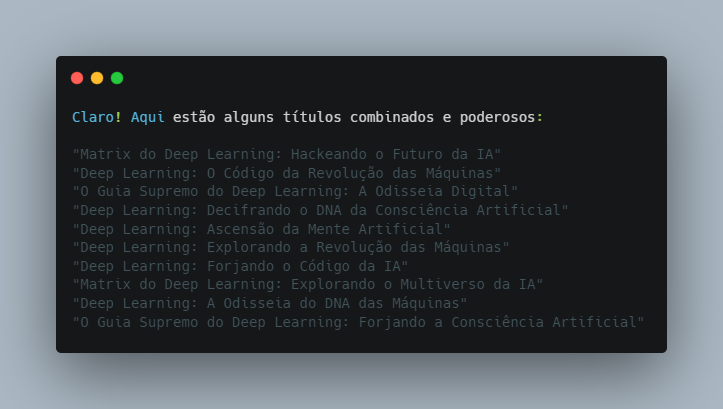 Claro! Aqui estão alguns títulos combinados e poderosos:
"Matrix do Deep Learning: Hackeando o Futuro da IA"
"Deep Learning: O Código da Revolução das Máquinas"
"O Guia Supremo do Deep Learning: A Odisseia Digital"
"Deep Learning: Decifrando o DNA da Consciência Artificial"
"Deep Learning: Ascensão da Mente Artificial"
"Deep Learning: Explorando a Revolução das Máquinas"
"Deep Learning: Forjando o Código da IA"
"Matrix do Deep Learning: Explorando o Multiverso da IA"
"Deep Learning: A Odisseia do DNA das Máquinas"
"O Guia Supremo do Deep Learning: Forjando a Consciência Artificial"